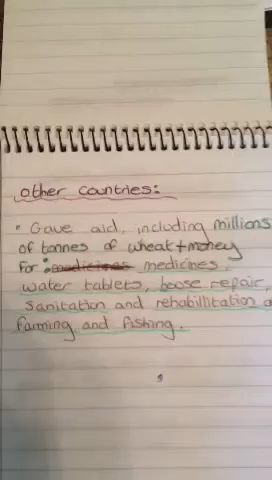 other countries:
• Gave aid, including millions
of tonnes of wheat + money
for: medicines,
water tablets, house repair,
sanitation and rehabillitation of
farming and fishing.